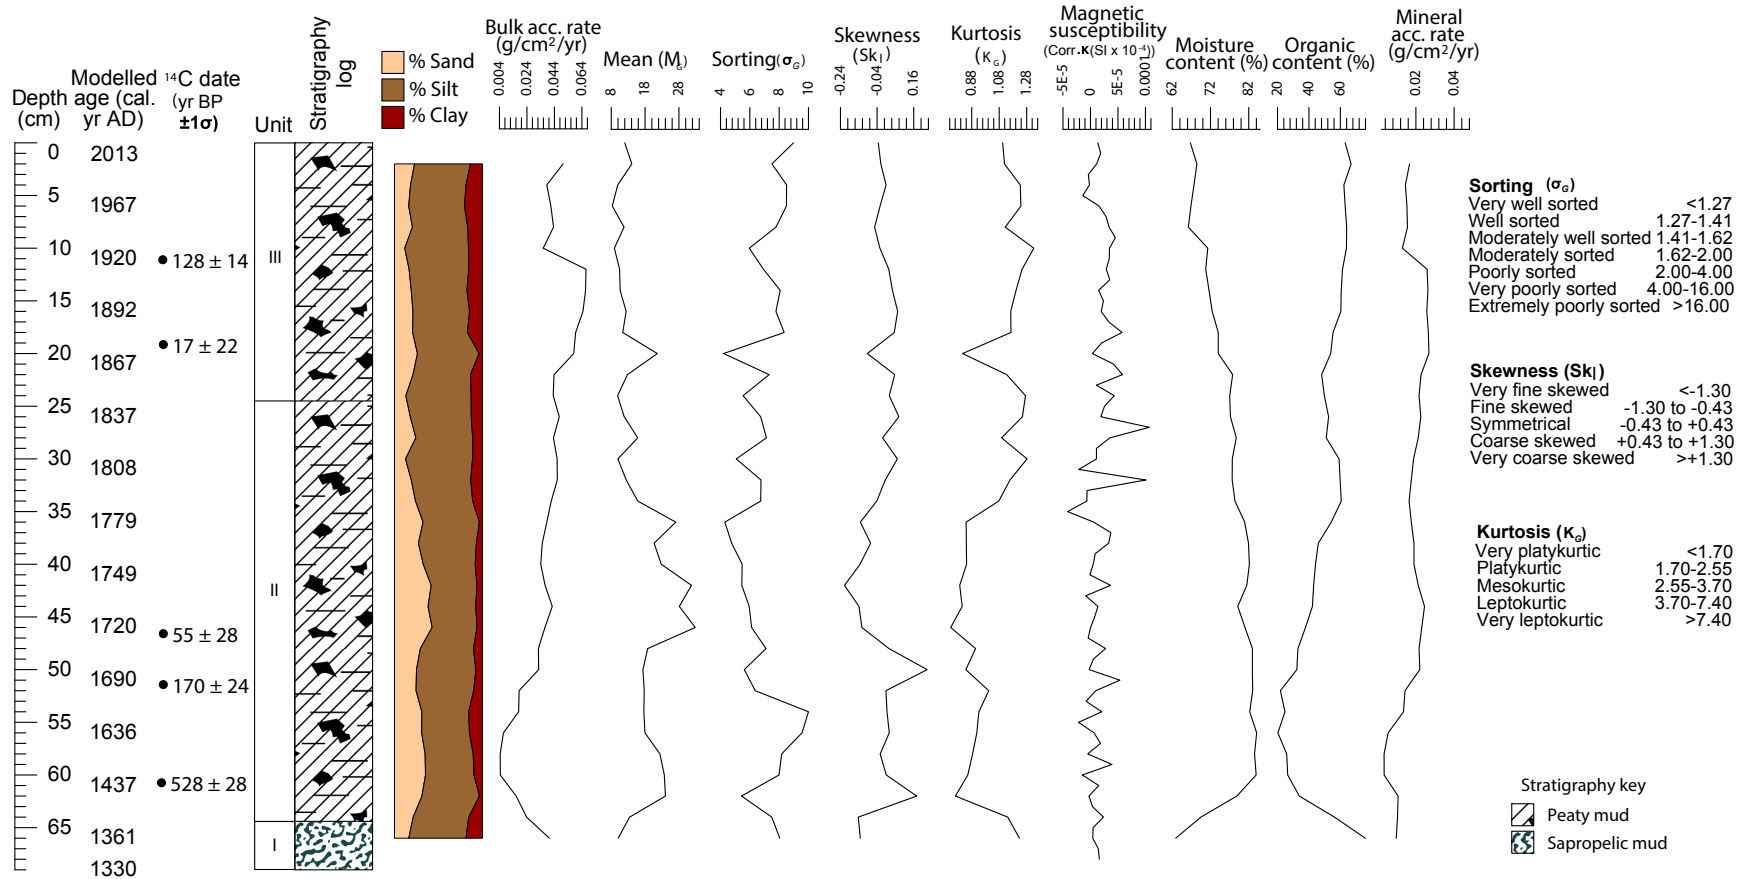 Depth
(cm)
Modelled
age (cal.
yr AD)
¹⁴C date
(yr BP
±1σ)
Unit
Stratigraphy
log
% Sand
% Silt
% Clay
Bulk acc. rate
(g/cm²/yr)
0.004 0.024 0.044 0.064
Mean (M_G)
8 18 28
Sorting(σ_G)
4 6 8 10
Skewness
(Sk_I)
-0.24 -0.04 0.16
Kurtosis
(K_G)
0.88 1.08 1.28
Magnetic
susceptibility
(Corr.κ(SI x 10⁻⁴))
-5E-5 0 5E-5 0.0001
Moisture
content (%)
62 72 82
Organic
content (%)
20 40 60
Mineral
acc. rate
(g/cm²/yr)
0.02 0.04
0 2013
5 1967
10 1920
128 ± 14
15 1892
17 ± 22
20 1867
25 1837
30 1808
35 1779
40 1749
45 1720
55 ± 28
50 1690
170 ± 24
55 1636
60 1437
528 ± 28
65 1361
1330
III
II
I
Sorting (σ_G)
Very well sorted <1.27
Well sorted 1.27-1.41
Moderately well sorted 1.41-1.62
Moderately sorted 1.62-2.00
Poorly sorted 2.00-4.00
Very poorly sorted 4.00-16.00
Extremely poorly sorted >16.00
Skewness (Sk_I)
Very fine skewed <-1.30
Fine skewed -1.30 to -0.43
Symmetrical -0.43 to +0.43
Coarse skewed +0.43 to +1.30
Very coarse skewed >+1.30
Kurtosis (K_G)
Very platykurtic <1.70
Platykurtic 1.70-2.55
Mesokurtic 2.55-3.70
Leptokurtic 3.70-7.40
Very leptokurtic >7.40
Stratigraphy key
Peaty mud
Sapropelic mud